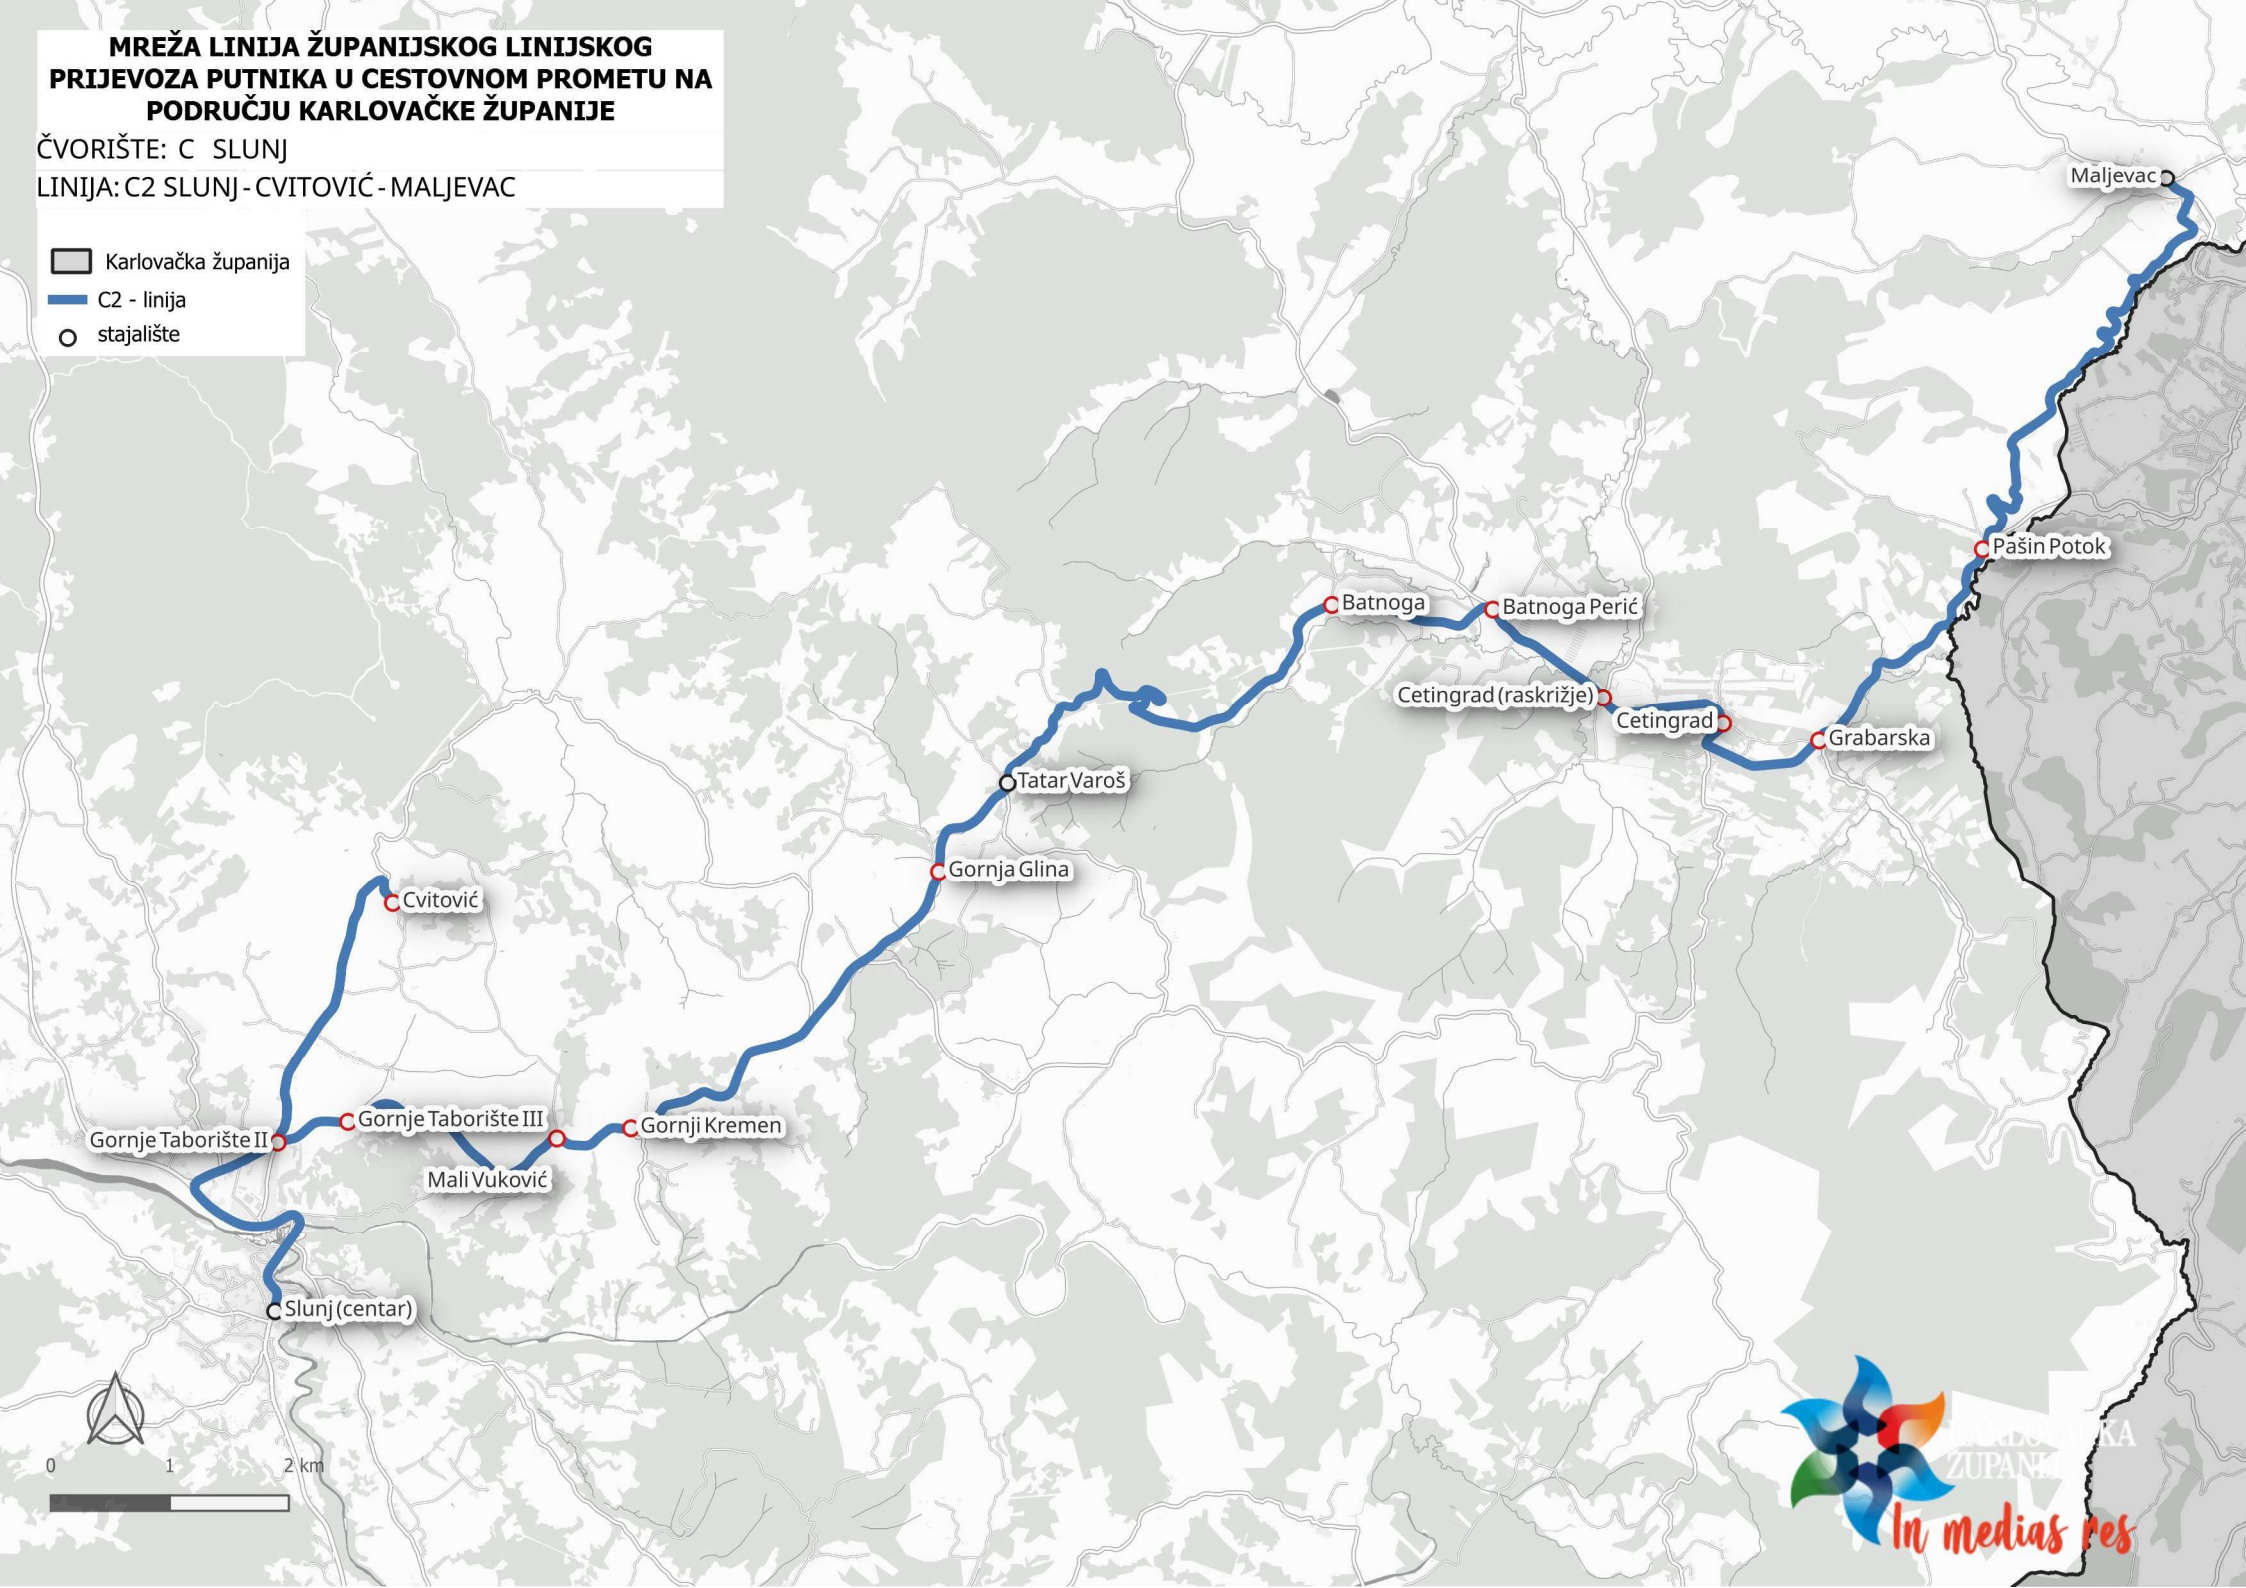 MREŽA LINIJA ŽUPANIJSKOG LINIJSKOG
PRIJEVOZA PUTNIKA U CESTOVNOM PROMETU NA
PODRUČJU KARLOVAČKE ŽUPANIJE
ČVORIŠTE: C SLUNJ
LINIJA: C2 SLUNJ - CVITOVIĆ - MALJEVAC
Karlovačka županija
C2 - linija
stajalište
Maljevac
Pašin Potok
Batnoga
Batnoga Perić
Cetingrad (raskrižje)
Cetingrad
Grabarska
Tatar Varoš
Gornja Glina
Cvitović
Gornje Taborište III
Gornje Taborište II
Gornji Kremen
Mali Vuković
Slunj (centar)
0 1 2 km
KARLOVAČKA
ŽUPANIJA
In medias res